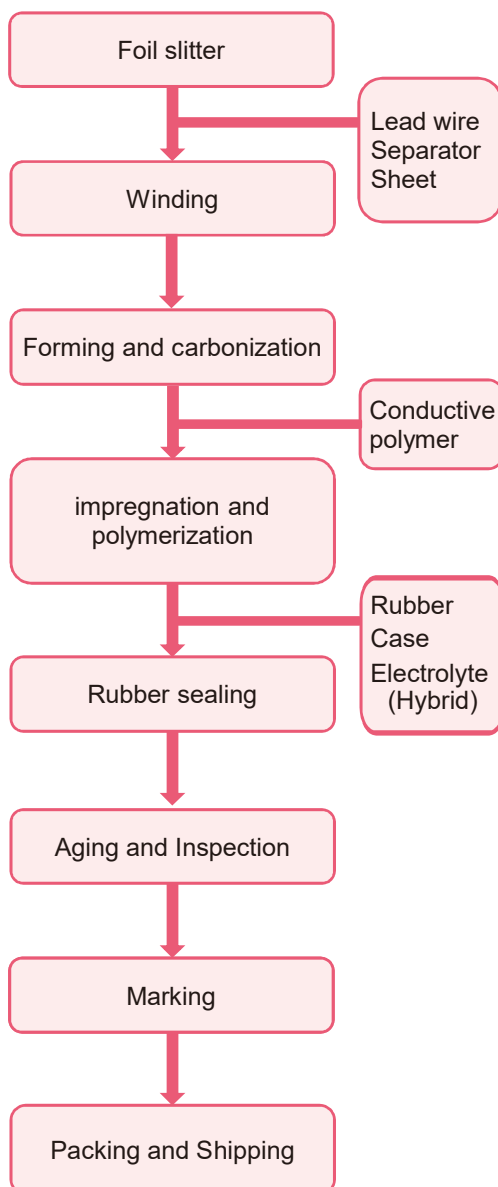 Foil slitter
Lead wire
Separator
Sheet
Winding
Forming and carbonization
Conductive
polymer
impregnation and
polymerization
Rubber
Case
Electrolyte
(Hybrid)
Rubber sealing
Aging and Inspection
Marking
Packing and Shipping